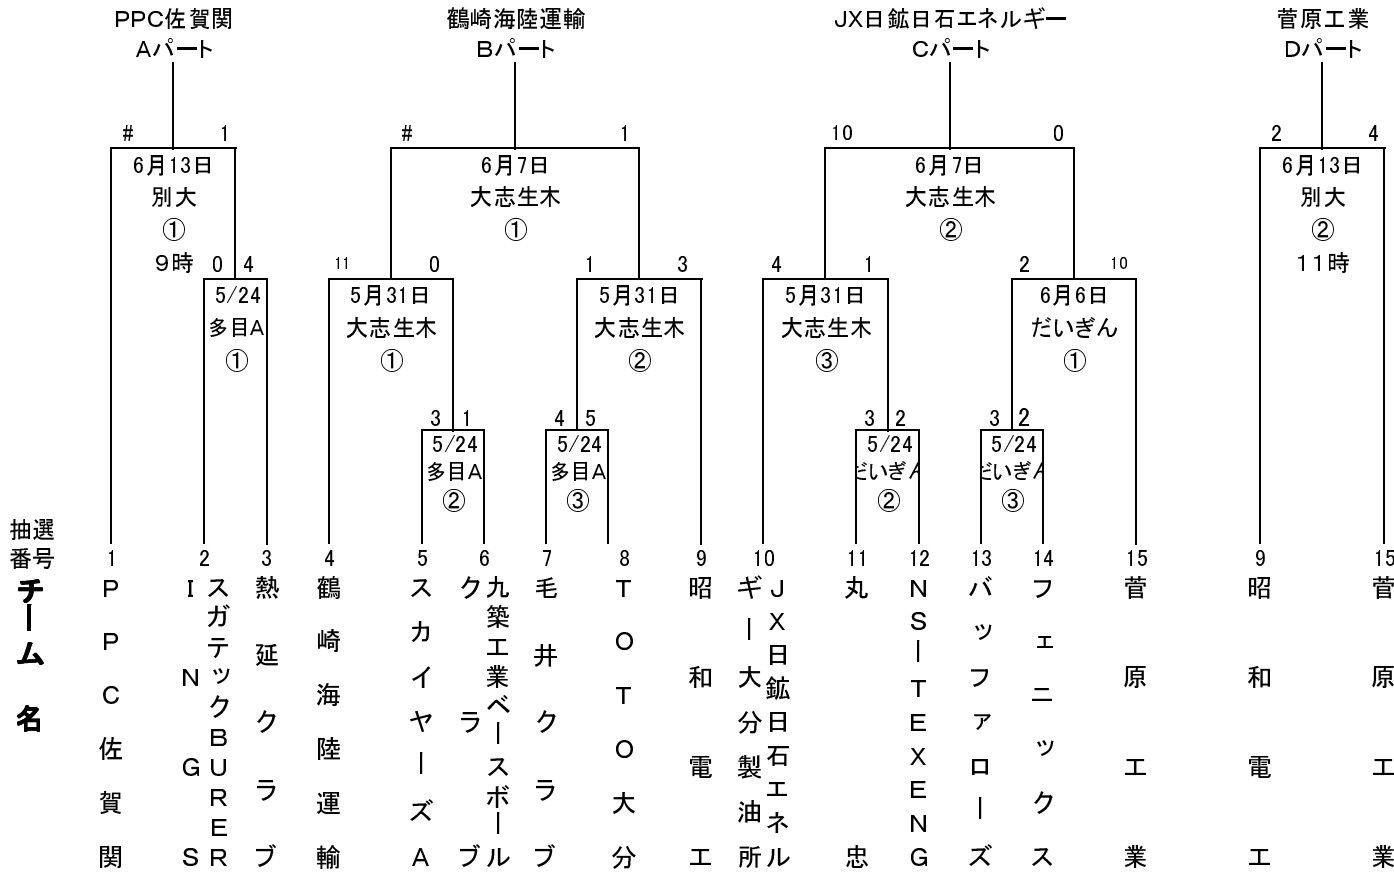 PPC佐賀関 鶴崎海陸運輸 JX日鉱日石エネルギー 菅原工業
Aパート Bパート Cパート Dパート
# 1 # 1 10 0 2 4
6月13日 6月7日 6月7日 6月13日
別大 大志生木 大志生木 別大
① ① ② ②
9時 11時
0 4 11 0 1 3 4 1 2 10
5/24 5月31日 5月31日 5月31日 6月6日
多目A 大志生木 大志生木 大志生木 だいぎん
① ① ② ③ ①
3 1 4 5 3 2 3 2
5/24 5/24 5/24 5/24
多目A 多目A だいぎん だいぎん
② ③ ② ③
抽選
番号 1 2 3 4 5 6 7 8 9 10 11 12 13 14 15 9 15
チーム名
PPC佐賀関
スガテックBURER
INGS
熱延クラブ
鶴崎海陸運輸
スカイヤーズA
九築工業ベースボール
クラブ
毛井クラブ
TOTO大分
昭和電工
JX日鉱日石エネル
ギー大分製油所
丸忠
NS-TEXENG
バッファローズ
フェニックス
菅原工業
昭和電工
菅原工業